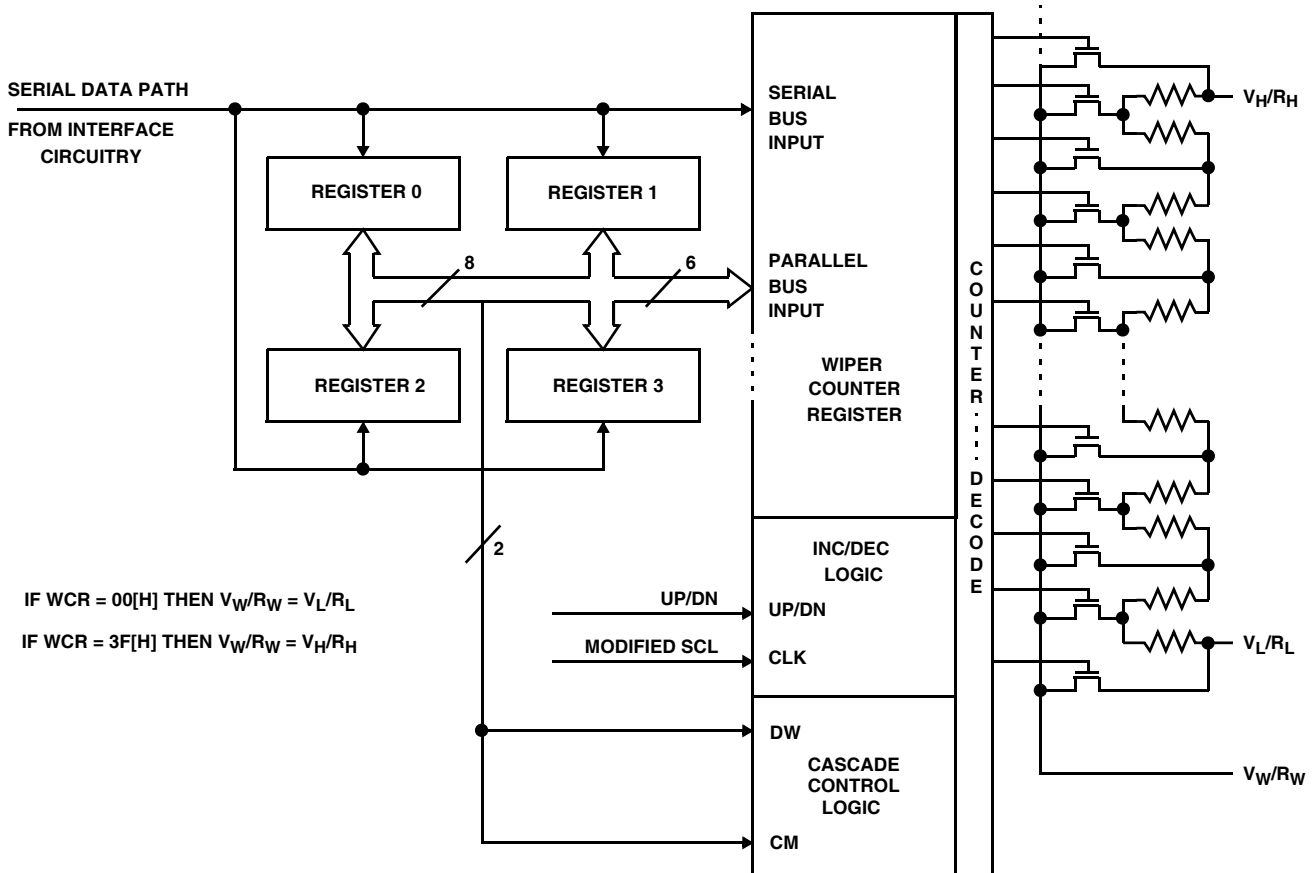 SERIAL DATA PATH
FROM INTERFACE
CIRCUITRY
REGISTER 0
REGISTER 1
8
6
REGISTER 2
REGISTER 3
2
IF WCR = 00[H] THEN VW/RW = VL/RL
IF WCR = 3F[H] THEN VW/RW = VH/RH
UP/DN
MODIFIED SCL
SERIAL
BUS
INPUT
PARALLEL
BUS
INPUT
WIPER
COUNTER
REGISTER
INC/DEC
LOGIC
UP/DN
CLK
DW
CASCADE
CONTROL
LOGIC
CM
COUNTER
DECODE
VH/RH
VL/RL
VW/RW